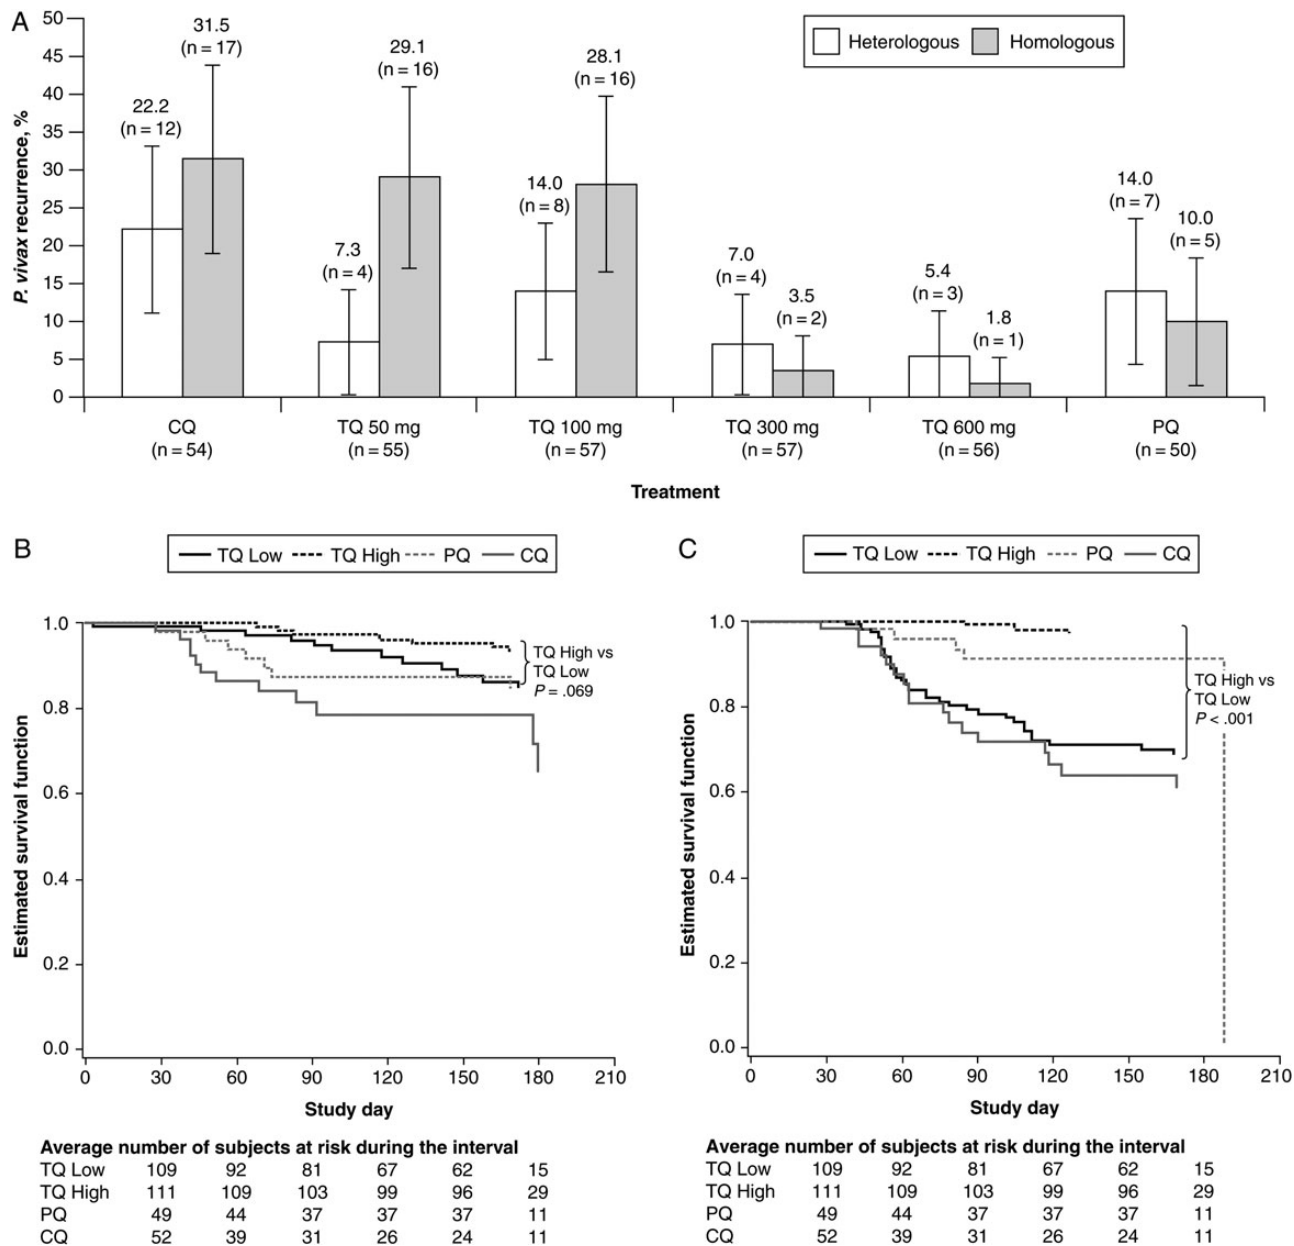 A
50
45
40
35
30
25
20
15
10
5
0
P. vivax recurrence, %
Heterologous Homologous
22.2
(n = 12)
31.5
(n = 17)
7.3
(n = 4)
29.1
(n = 16)
14.0
(n = 8)
28.1
(n = 16)
7.0
(n = 4)
3.5
(n = 2)
5.4
(n = 3)
1.8
(n = 1)
14.0
(n = 7)
10.0
(n = 5)
CQ TQ 50 mg TQ 100 mg TQ 300 mg TQ 600 mg PQ
(n = 54) (n = 55) (n = 57) (n = 57) (n = 56) (n = 50)
Treatment
B
TQ Low TQ High PQ CQ
1.0
0.8
0.6
0.4
0.2
0.0
Estimated survival function
TQ High vs
TQ Low
P = .069
0 30 60 90 120 150 180 210
Study day
Average number of subjects at risk during the interval
TQ Low 109 92 81 67 62 15
TQ High 111 109 103 99 96 29
PQ 49 44 37 37 37 11
CQ 52 39 31 26 24 11
C
TQ Low TQ High PQ CQ
1.0
0.8
0.6
0.4
0.2
0.0
Estimated survival function
TQ High vs
TQ Low
P < .001
0 30 60 90 120 150 180 210
Study day
Average number of subjects at risk during the interval
TQ Low 109 92 81 67 62 15
TQ High 111 109 103 99 96 29
PQ 49 44 37 37 37 11
CQ 52 39 31 26 24 11